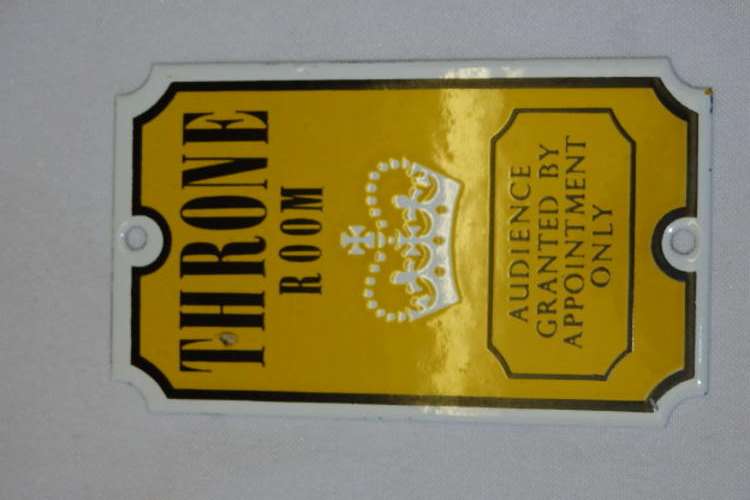 THRONE
ROOM
AUDIENCE
GRANTED BY
APPOINTMENT
ONLY